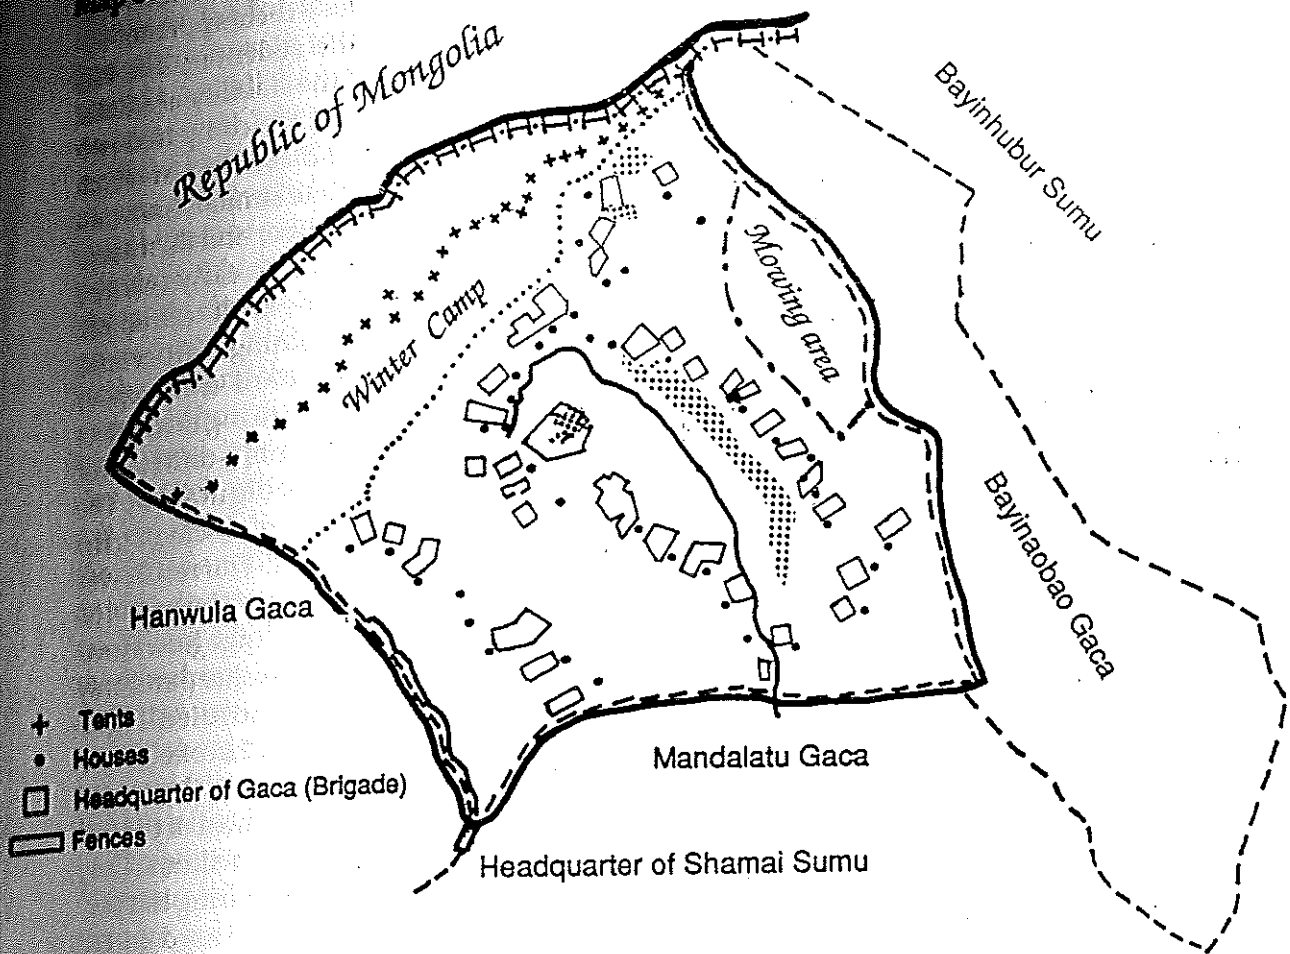 Republic of Mongolia
Bayinhubur Sumu
Mowing area
Winter Camp
Bayinaobao Gaca
Hanwula Gaca
Mandalatu Gaca
Headquarter of Shamai Sumu
Tents
Houses
Headquarter of Gaca (Brigade)
Fences